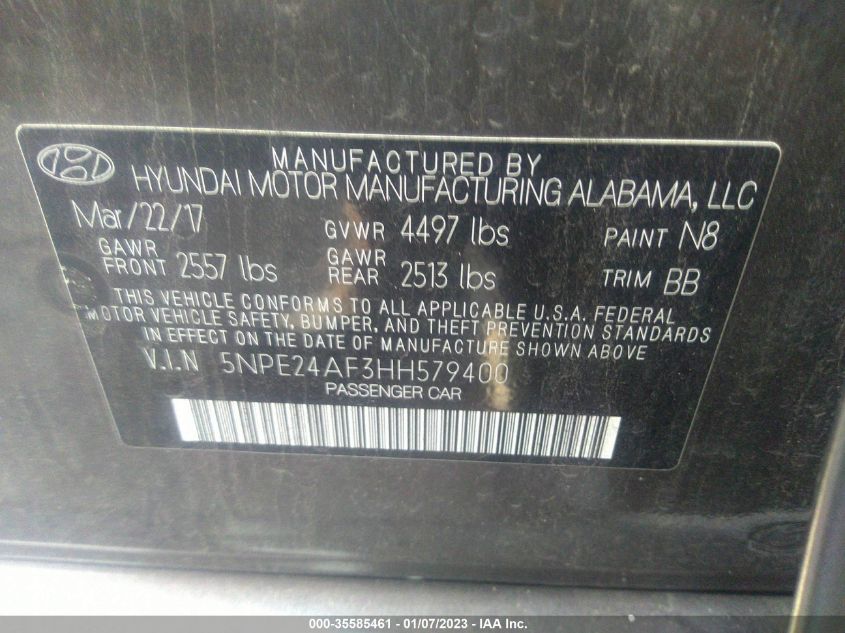 MANUFACTURED BY
HYUNDAI MOTOR MANUFACTURING ALABAMA, LLC
Mar/22/17 GVWR 4497 lbs PAINT N8
GAWR FRONT 2557 lbs GAWR REAR 2513 lbs TRIM BB
THIS VEHICLE CONFORMS TO ALL APPLICABLE U.S.A. FEDERAL
MOTOR VEHICLE SAFETY, BUMPER, AND THEFT PREVENTION STANDARDS
IN EFFECT ON THE DATE OF MANUFACTURE SHOWN ABOVE.
V.I.N 5NPE24AF3HH579400
PASSENGER CAR
000-35585461 - 01/07/2023 - IAA Inc.